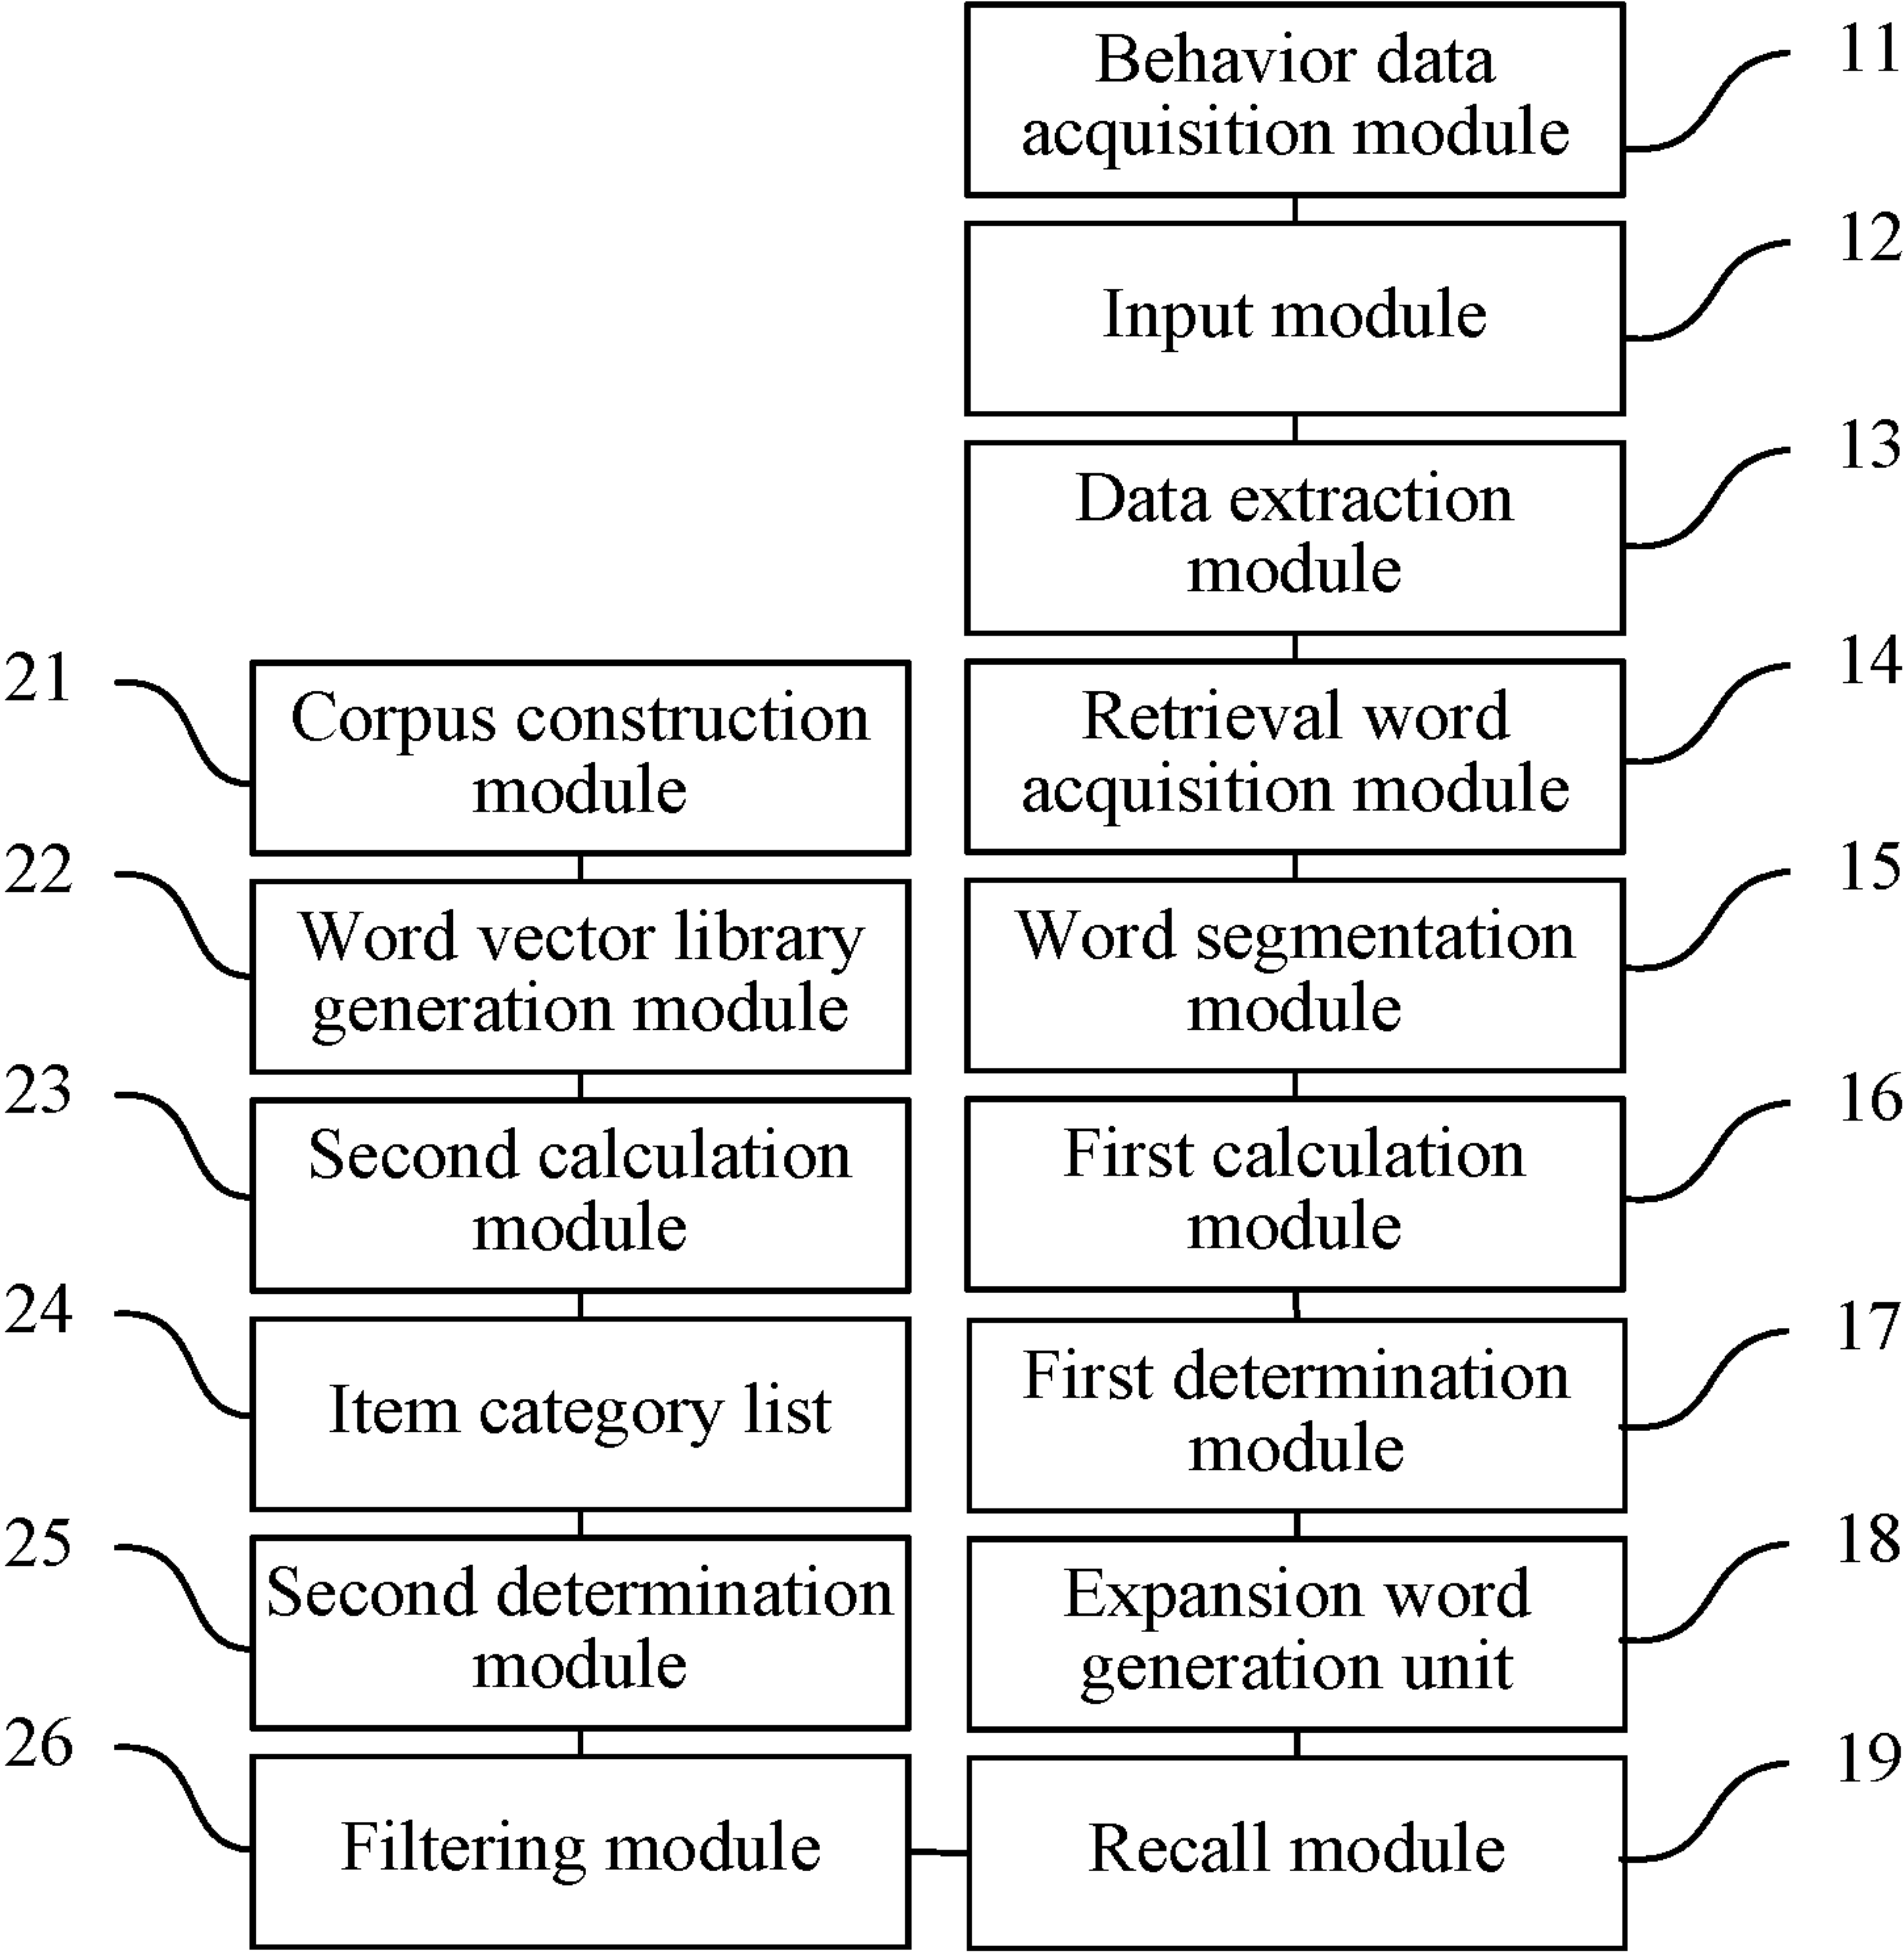 Behavior data
acquisition module
11
Input module
12
Data extraction
module
13
Retrieval word
acquisition module
14
Word segmentation
module
15
First calculation
module
16
First determination
module
17
Expansion word
generation unit
18
Recall module
19
21
Corpus construction
module
22
Word vector library
generation module
23
Second calculation
module
24
Item category list
25
Second determination
module
26
Filtering module